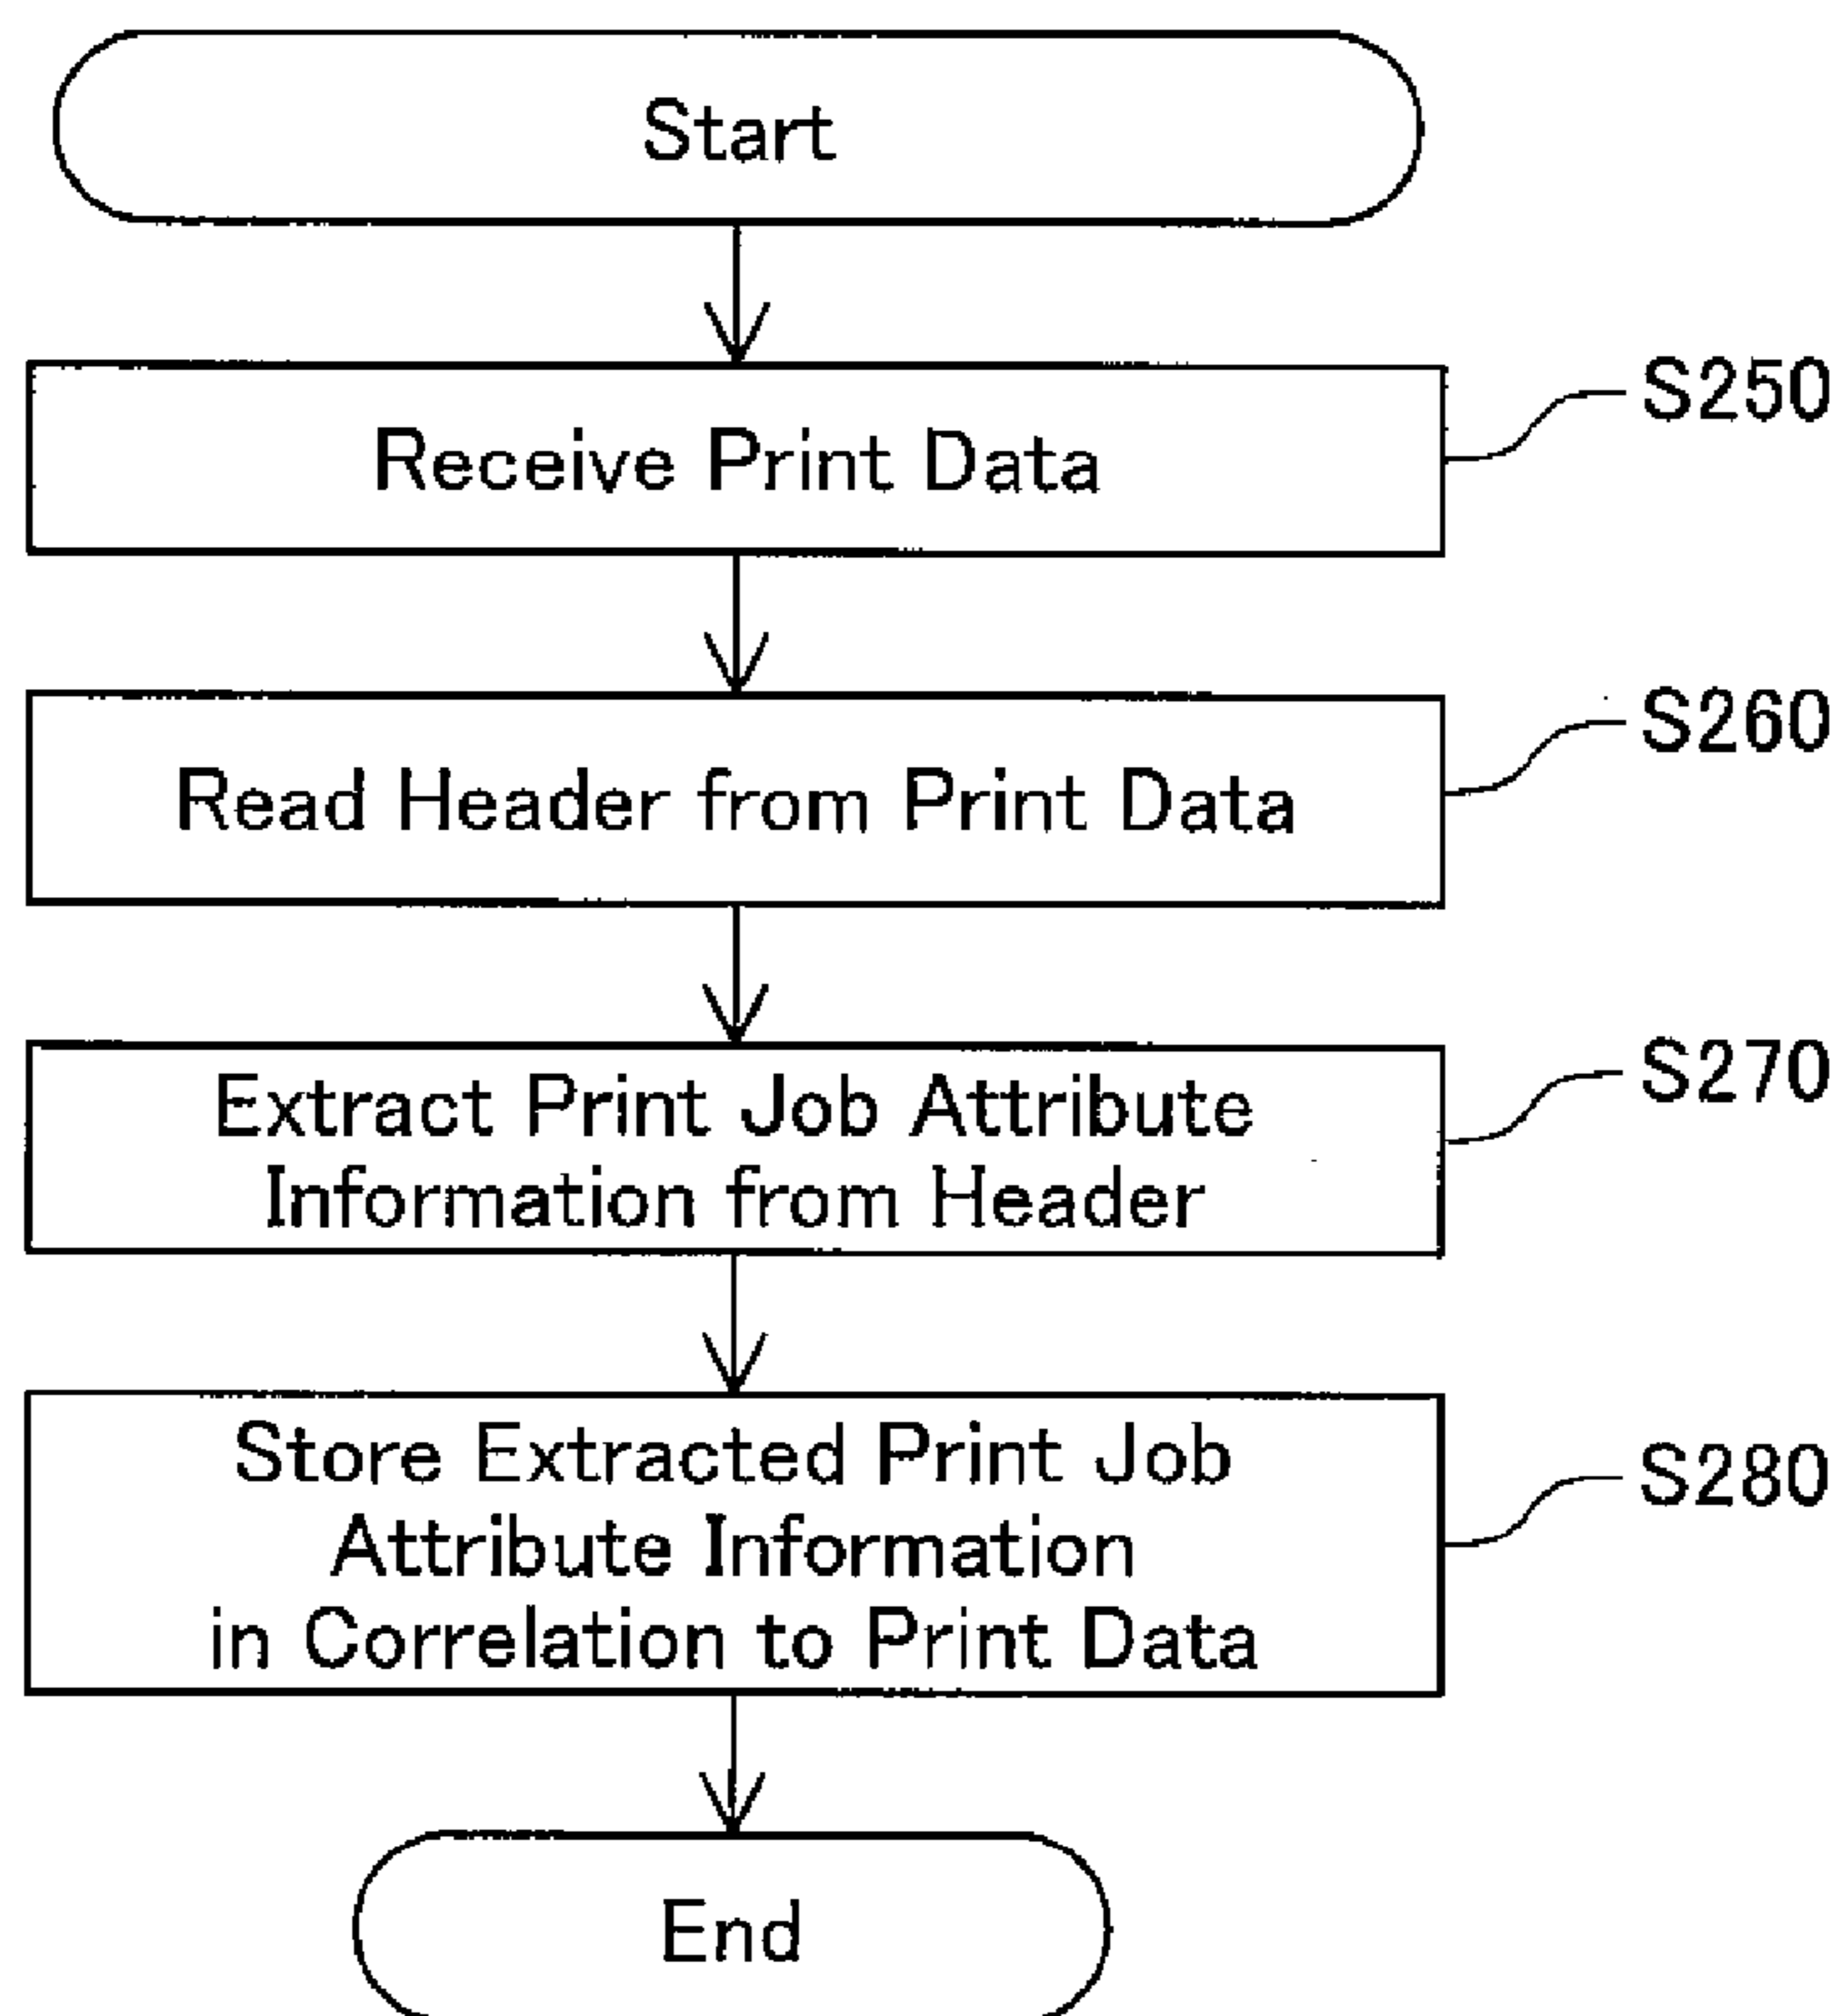 Start
Receive Print Data
S250
Read Header from Print Data
S260
Extract Print Job Attribute
Information from Header
S270
Store Extracted Print Job
Attribute Information
in Correlation to Print Data
S280
End